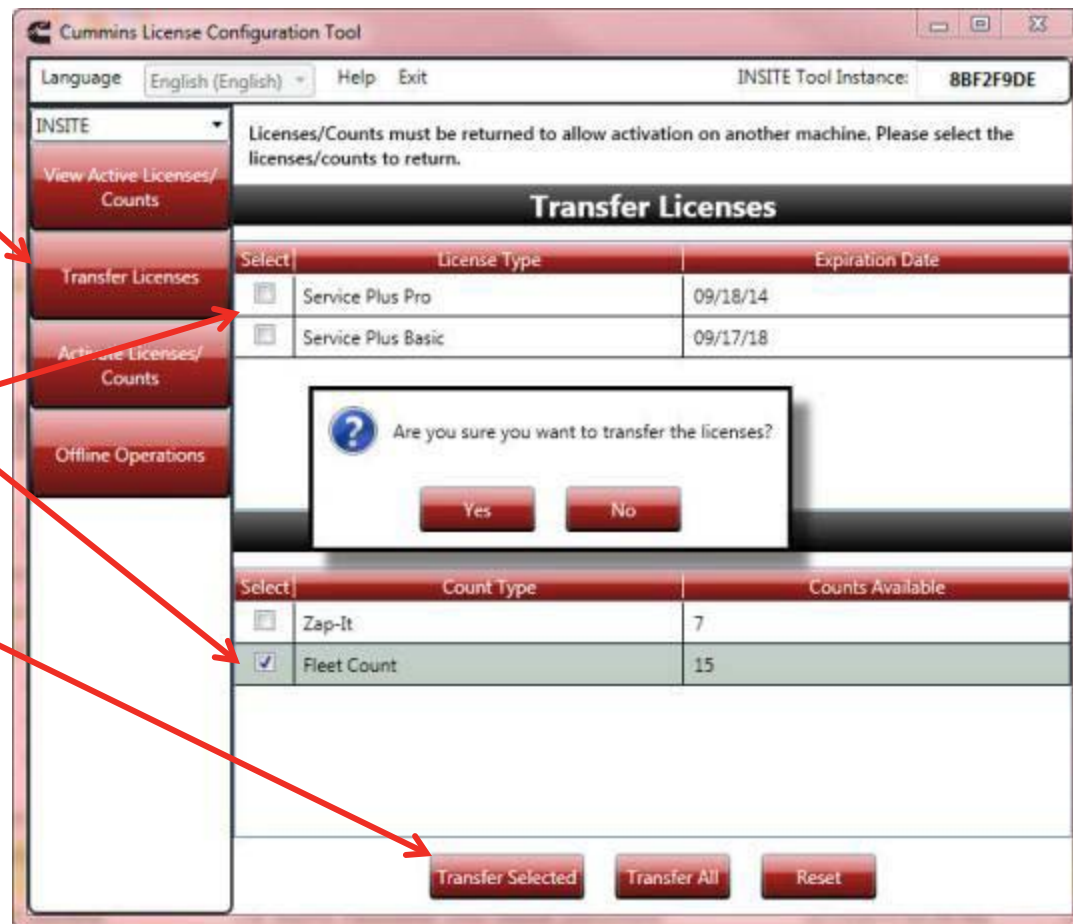 Cummins License Configuration Tool
Language English (English) Help Exit INSITE Tool Instance: 8BF2F9DE
INSITE
View Active Licenses/
Counts
Transfer Licenses
Activate Licenses/
Counts
Offline Operations
Licenses/Counts must be returned to allow activation on another machine. Please select the
licenses/counts to return.
Transfer Licenses
Select License Type Expiration Date
Service Plus Pro 09/18/14
Service Plus Basic 09/17/18
Are you sure you want to transfer the licenses?
Yes No
Select Count Type Counts Available
Zap-It 7
Fleet Count 15
Transfer Selected Transfer All Reset